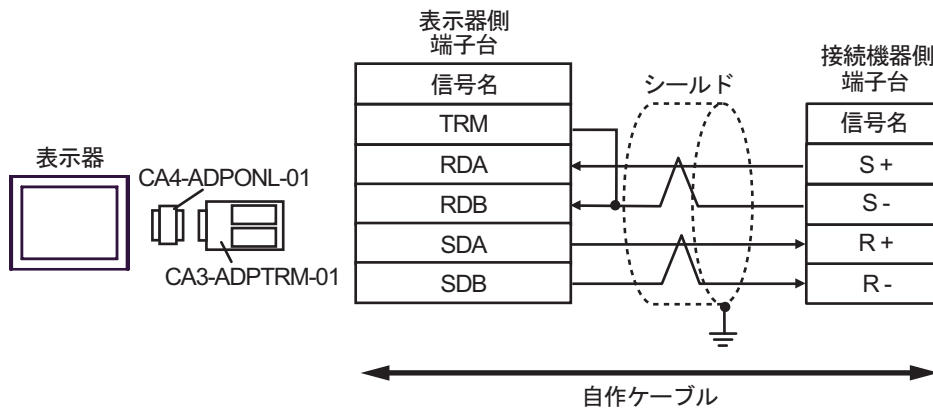 表示器
CA4-ADPONL-01
CA3-ADPTRM-01
表示器側
端子台
信号名
TRM
RDA
RDB
SDA
SDB
シールド
接続機器側
端子台
信号名
S+
S-
R+
R-
自作ケーブル